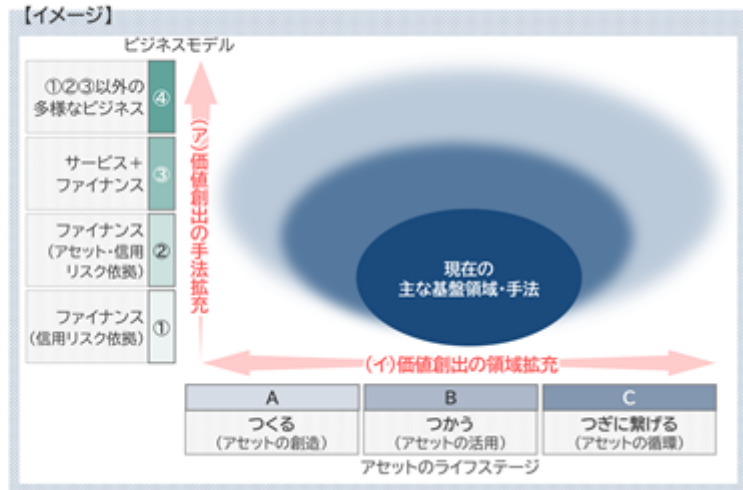 【イメージ】
ビジネスモデル
①②③以外の
多様なビジネス
④
サービス+
ファイナンス
③
ファイナンス
(アセット・信用
リスク依拠)
②
ファイナンス
(信用リスク依拠)
①
(ア)価値創出の手法拡充
現在の
主な基盤領域・手法
(イ)価値創出の領域拡充
A
つくる
(アセットの創造)
B
つかう
(アセットの活用)
C
つぎに繋げる
(アセットの循環)
アセットのライフステージ